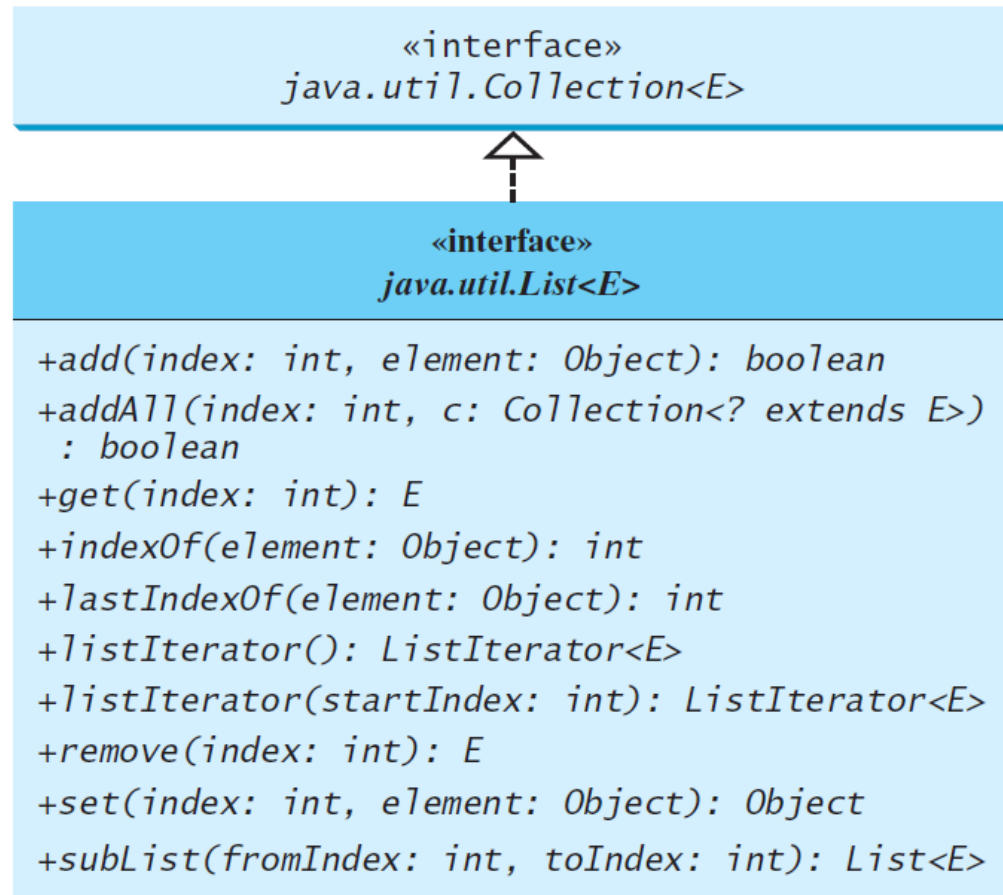 «interface»
java.util.Collection<E>
«interface»
java.util.List<E>
+add(index: int, element: Object): boolean
+addAll(index: int, c: Collection<? extends E>)
: boolean
+get(index: int): E
+indexOf(element: Object): int
+lastIndexOf(element: Object): int
+listIterator(): ListIterator<E>
+listIterator(startIndex: int): ListIterator<E>
+remove(index: int): E
+set(index: int, element: Object): Object
+subList(fromIndex: int, toIndex: int): List<E>